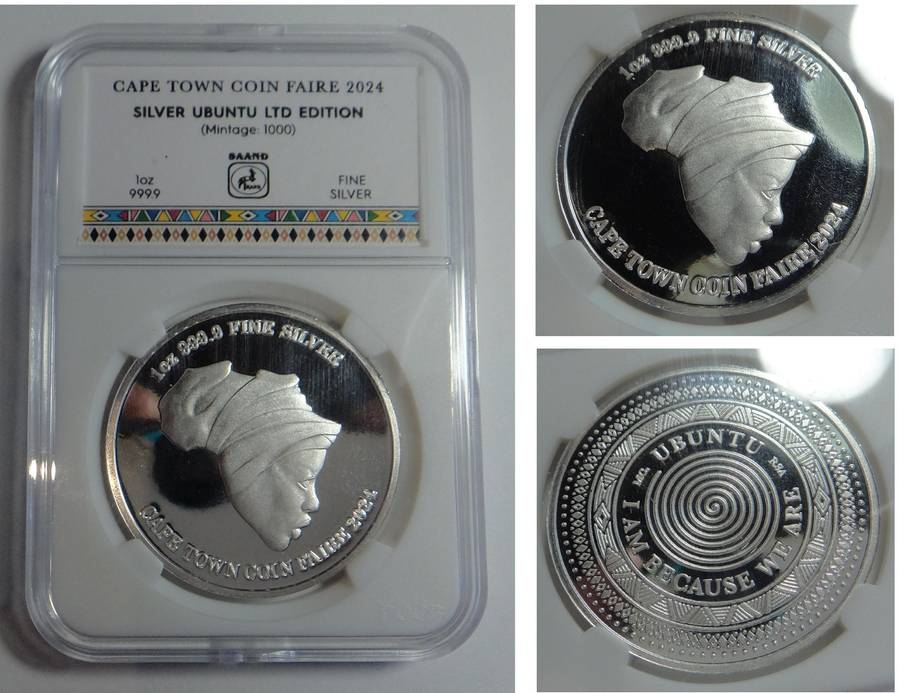 CAPE TOWN COIN FAIRE 2024
SILVER UBUNTU LTD EDITION
(Mintage: 1000)
SAAND
1oz
999.9
FINE
SILVER
1oz 999.9 FINE SILVER
CAPE TOWN COIN FAIRE 2024
1oz 999.9 FINE SILVER
CAPE TOWN COIN FAIRE 2024
UBUNTU
MG.
RSA
I AM BECAUSE WE ARE